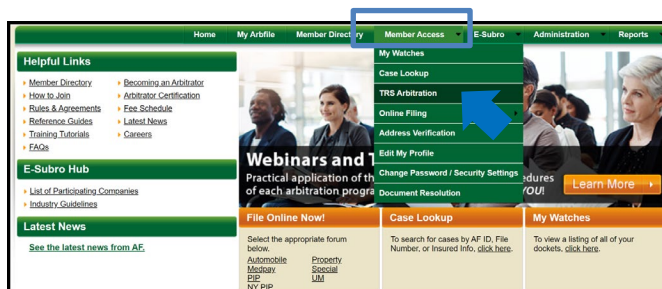 Home My Arbfile Member Directory Member Access E-Subro Administration Reports
My Watches
Case Lookup
TRS Arbitration
Online Filing
Address Verification
Edit My Profile
Change Password / Security Settings
Document Resolution
Helpful Links
Member Directory Becoming an Arbitrator
How to Join Arbitrator Certification
Rules & Agreements Fee Schedule
Reference Guides Latest News
Training Tutorials Careers
FAQs
E-Subro Hub
List of Participating Companies
Industry Guidelines
Latest News
See the latest news from AF.
Webinars and T
Practical application of th edures
of each arbitration progra YOU!
Learn More
File Online Now!
Select the appropriate forum
below.
Automobile Property
Medpay Special
PIP UM
NY PIP
Case Lookup
To search for cases by AF ID, File
Number, or Insured Info, click here.
My Watches
To view a listing of all of your
dockets, click here.